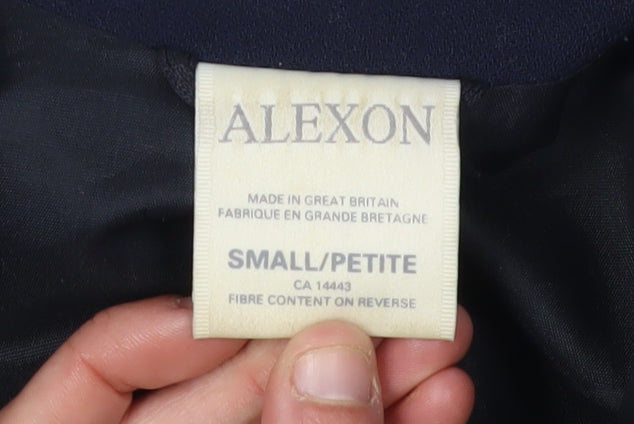 ALEXON
MADE IN GREAT BRITAIN
FABRIQUE EN GRANDE BRETAGNE
SMALL/PETITE
CA 14443
FIBRE CONTENT ON REVERSE